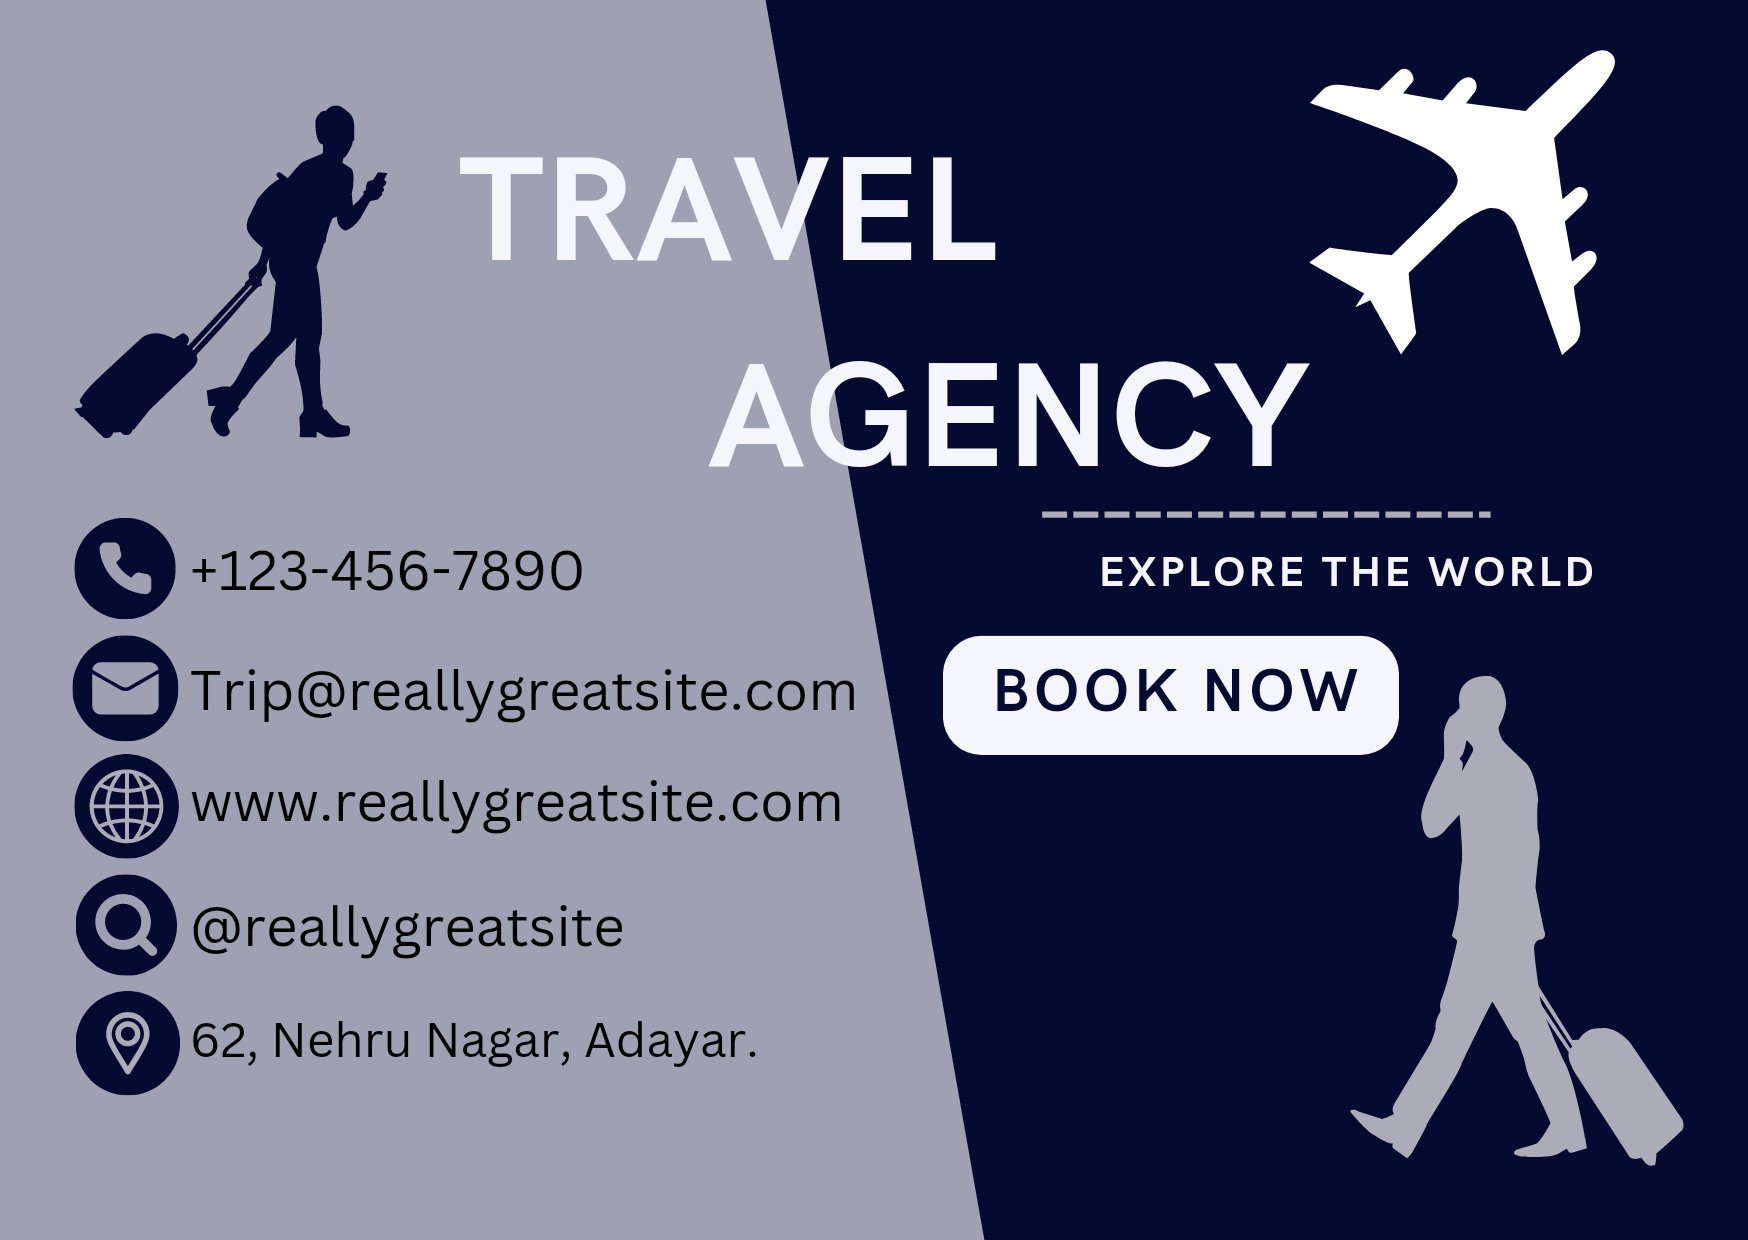 TRAVEL
AGENCY
EXPLORE THE WORLD
BOOK NOW
+123-456-7890
Trip@reallygreatsite.com
www.reallygreatsite.com
@reallygreatsite
62, Nehru Nagar, Adayar.